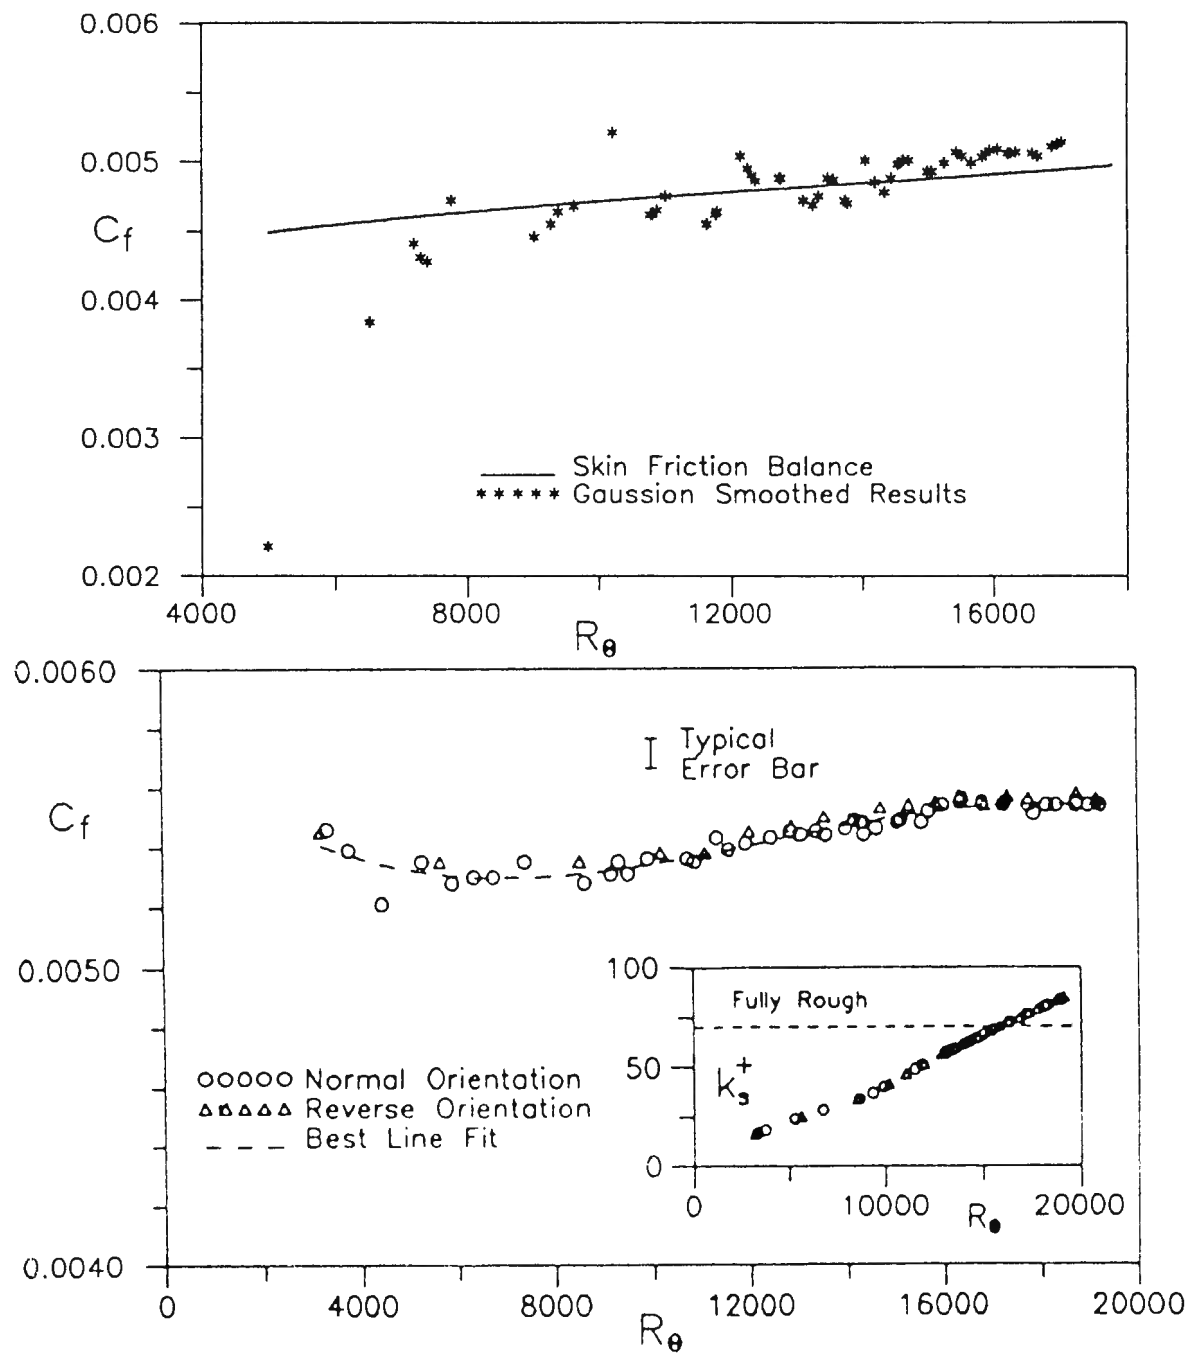 0.006
0.005
C_f
0.004
0.003
Skin Friction Balance
Gaussion Smoothed Results
0.002
4000 8000 12000 16000
R_θ
0.0060
Typical
Error Bar
C_f
0.0050
100
Fully Rough
50
k_s^+
0
0 10000 20000
R_θ
Normal Orientation
Reverse Orientation
Best Line Fit
0.0040
0 4000 8000 12000 16000 20000
R_θ